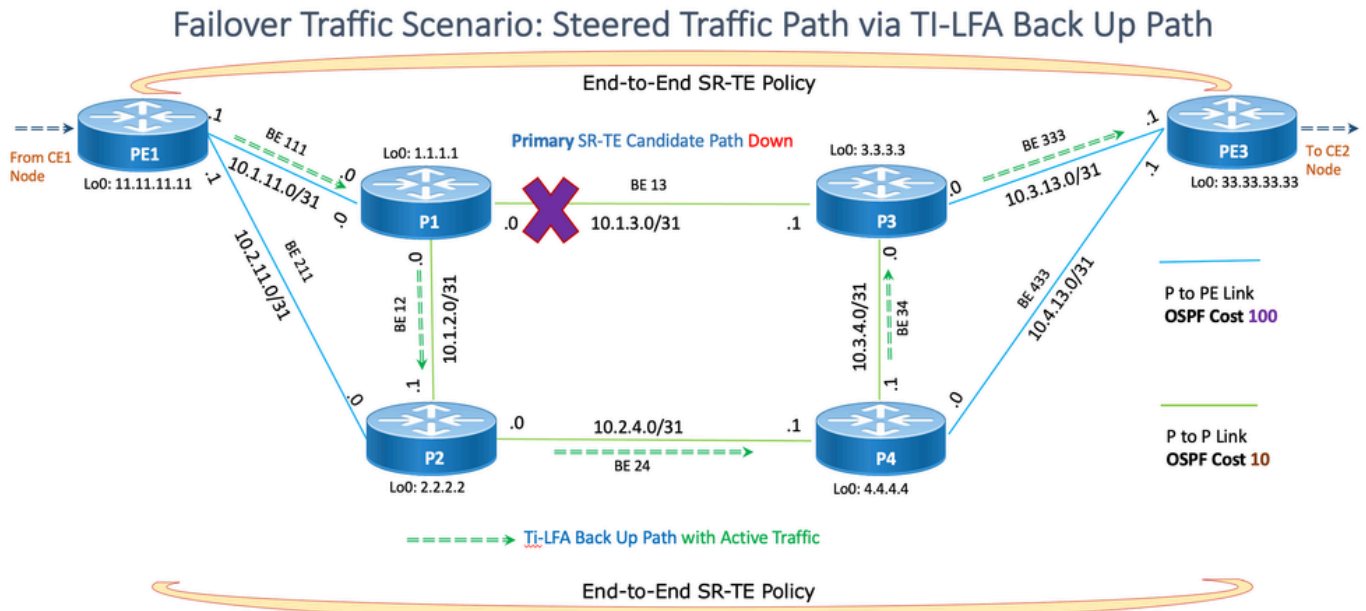 Failover Traffic Scenario: Steered Traffic Path via TI-LFA Back Up Path
End-to-End SR-TE Policy
From CE1
Node
PE1
Lo0: 11.11.11.11
.1
.1
BE 111
10.1.11.0/31
.0
.0
BE 211
10.2.11.0/31
.0
Lo0: 1.1.1.1
P1
Primary SR-TE Candidate Path Down
BE 13
.0
10.1.3.0/31
.1
Lo0: 3.3.3.3
P3
.0
BE 333
10.3.13.0/31
.1
.1
PE3
Lo0: 33.33.33.33
To CE2
Node
.0
BE 12
10.1.2.0/31
.1
.0
BE 34
10.3.4.0/31
.1
BE 433
10.4.13.0/31
.0
P2
Lo0: 2.2.2.2
.0
10.2.4.0/31
.1
BE 24
P4
Lo0: 4.4.4.4
P to PE Link
OSPF Cost 100
P to P Link
OSPF Cost 10
Ti-LFA Back Up Path with Active Traffic
End-to-End SR-TE Policy